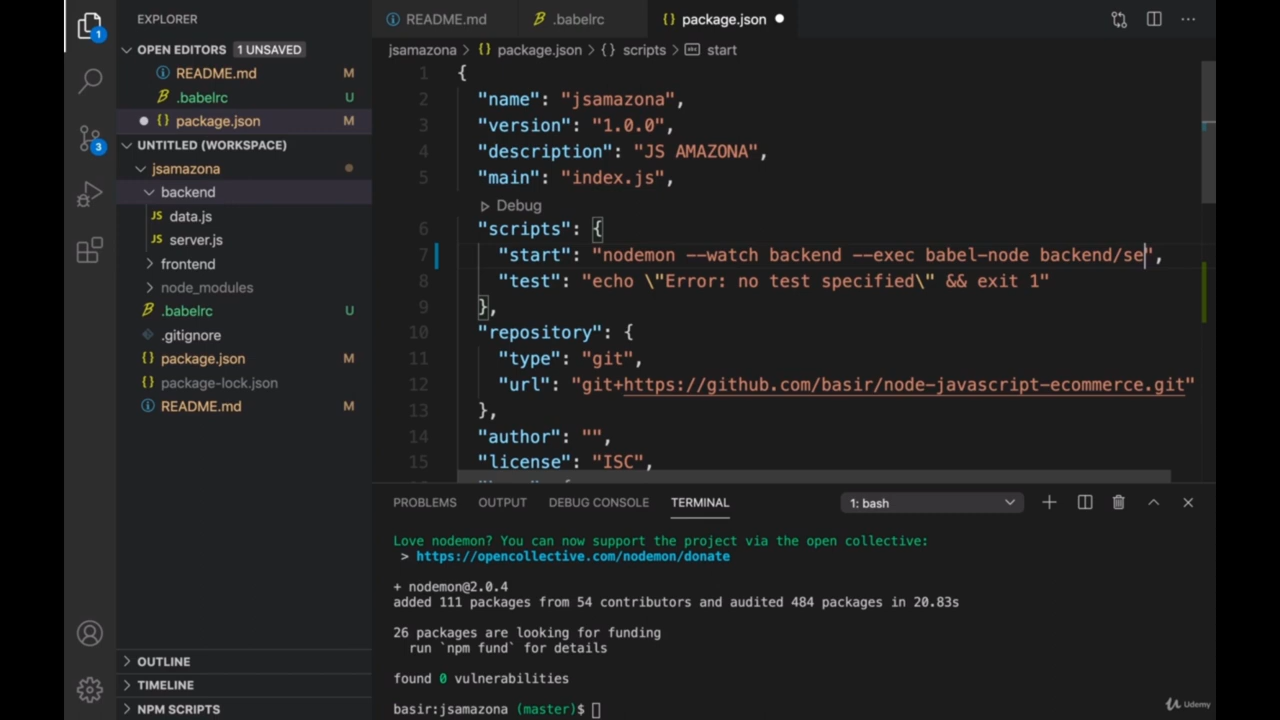 EXPLORER
OPEN EDITORS 1 UNSAVED
README.md M
.babelrc U
package.json M
UNTITLED (WORKSPACE)
jsamazona
backend
JS data.js
JS server.js
frontend
node_modules
.babelrc U
.gitignore
package.json M
package-lock.json
README.md M
OUTLINE
TIMELINE
NPM SCRIPTS
1
3
README.md .babelrc {} package.json
jsamazona > {} package.json > {} scripts > abc start
1 {
2 "name": "jsamazona",
3 "version": "1.0.0",
4 "description": "JS AMAZONA",
5 "main": "index.js",
Debug
6 "scripts": {
7 "start": "nodemon --watch backend --exec babel-node backend/se",
8 "test": "echo \"Error: no test specified\" && exit 1"
9 },
10 "repository": {
11 "type": "git",
12 "url": "git+https://github.com/basir/node-javascript-ecommerce.git"
13 },
14 "author": "",
15 "license": "ISC",
PROBLEMS OUTPUT DEBUG CONSOLE TERMINAL 1: bash
Love nodemon? You can now support the project via the open collective:
> https://opencollective.com/nodemon/donate
+ nodemon@2.0.4
added 111 packages from 54 contributors and audited 484 packages in 20.83s
26 packages are looking for funding
run `npm fund` for details
found 0 vulnerabilities
basir:jsamazona (master)$
Udemy